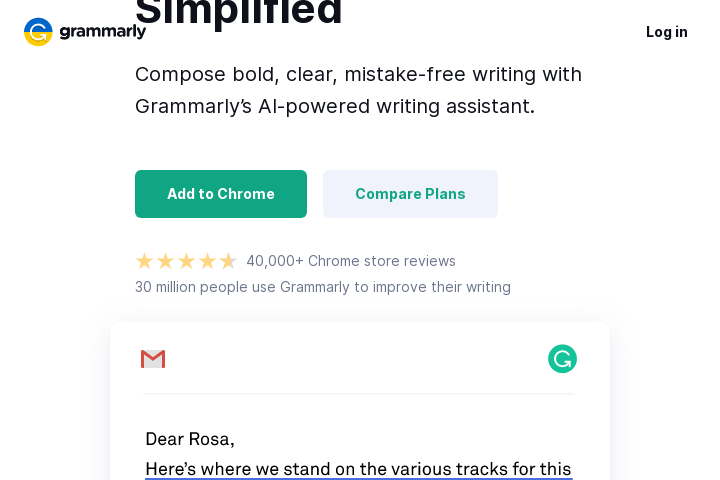 Simplified
grammarly
Log in
Compose bold, clear, mistake-free writing with
Grammarly's AI-powered writing assistant.
Add to Chrome
Compare Plans
40,000+ Chrome store reviews
30 million people use Grammarly to improve their writing
Dear Rosa,
Here's where we stand on the various tracks for this